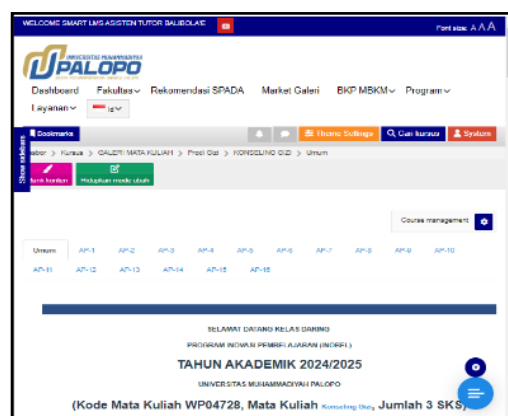 WELCOME SMART LMS ASISTEN TUTOR BALIBOLA'E
Font size: A A A
UNIVERSITAS MUHAMMADIYAH
PALOPO
Dashboard Fakultas Rekomendasi SPADA Market Galeri BKP MBKM Program
Layanan id
Bookmarks Theme Settings Cari kursus System
Show sidebars
Kursus > GALERI MATA KULIAH > Prodi Gizi > KONSELING GIZI > Umum
Bank konten Hidupkan mode ubah
Course management
Umum AP-1 AP-2 AP-3 AP-4 AP-5 AP-6 AP-7 AP-8 AP-9 AP-10
AP-11 AP-12 AP-13 AP-14 AP-15 AP-16
SELAMAT DATANG KELAS DARING
PROGRAM INOVASI PEMBELAJARAN (INOBEL)
TAHUN AKADEMIK 2024/2025
UNIVERSITAS MUHAMMADIYAH PALOPO
(Kode Mata Kuliah WP04728, Mata Kuliah Konseling Gizi, Jumlah 3 SKS)